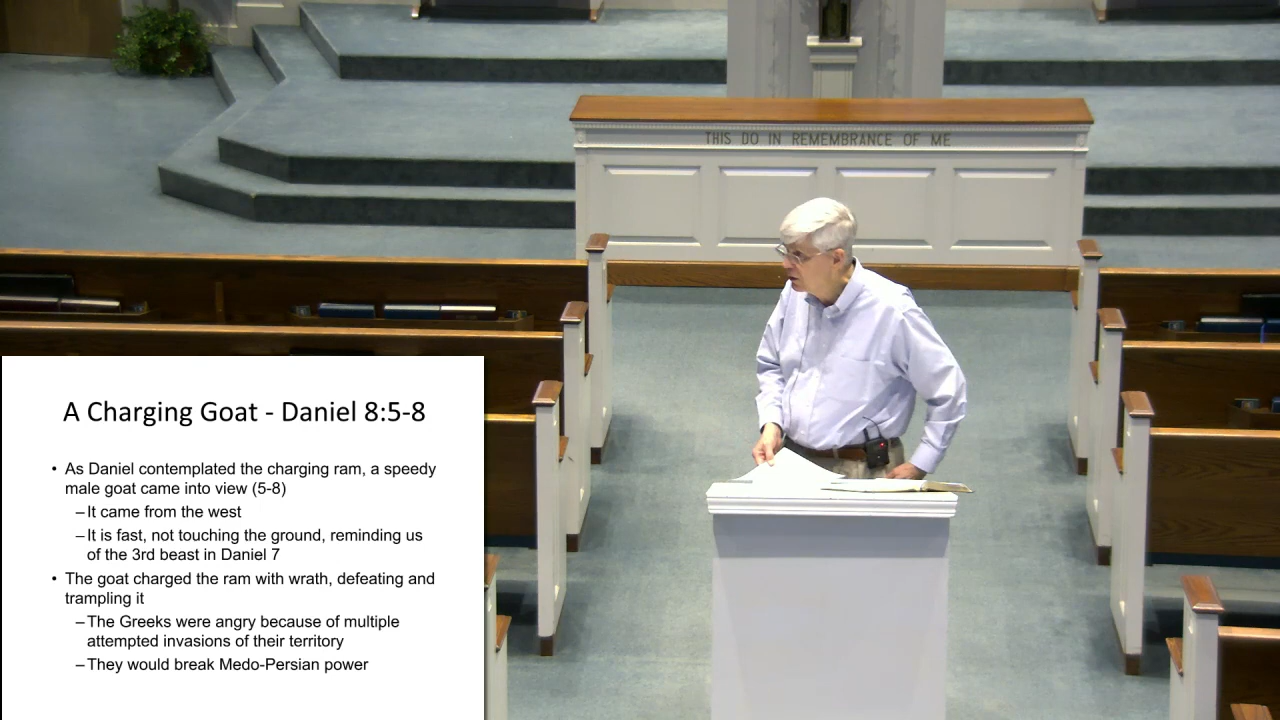 THIS DO IN REMEMBRANCE OF ME
A Charging Goat - Daniel 8:5-8
• As Daniel contemplated the charging ram, a speedy
male goat came into view (5-8)
– It came from the west
– It is fast, not touching the ground, reminding us
of the 3rd beast in Daniel 7
• The goat charged the ram with wrath, defeating and
trampling it
– The Greeks were angry because of multiple
attempted invasions of their territory
– They would break Medo-Persian power